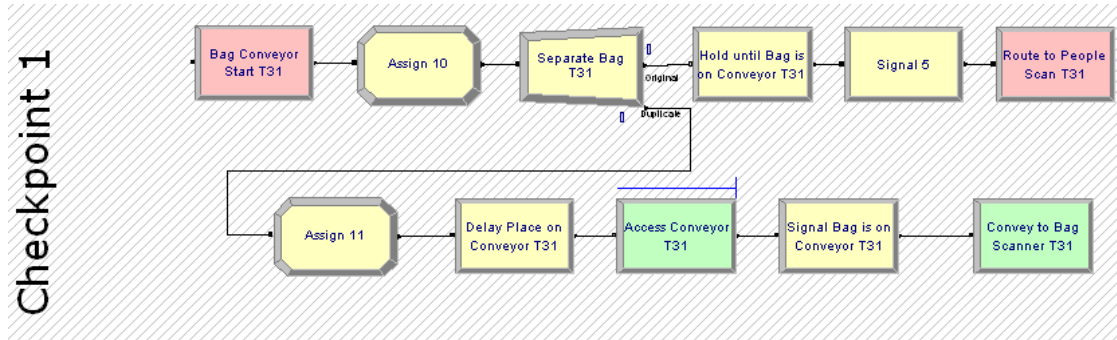 Checkpoint 1
Bag Conveyor
Start T31
Assign 10
Separate Bag
T31
0
Original
0
Duplicate
Hold until Bag is
on Conveyor T31
Signal 5
Route to People
Scan T31
Assign 11
Delay Place on
Conveyor T31
Access Conveyor
T31
Signal Bag is on
Conveyor T31
Convey to Bag
Scanner T31